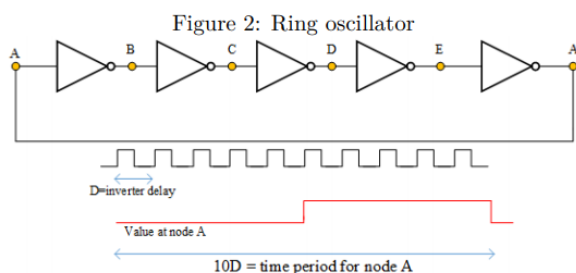 Figure 2: Ring oscillator
A B C D E A
D=inverter delay
Value at node A
10D = time period for node A